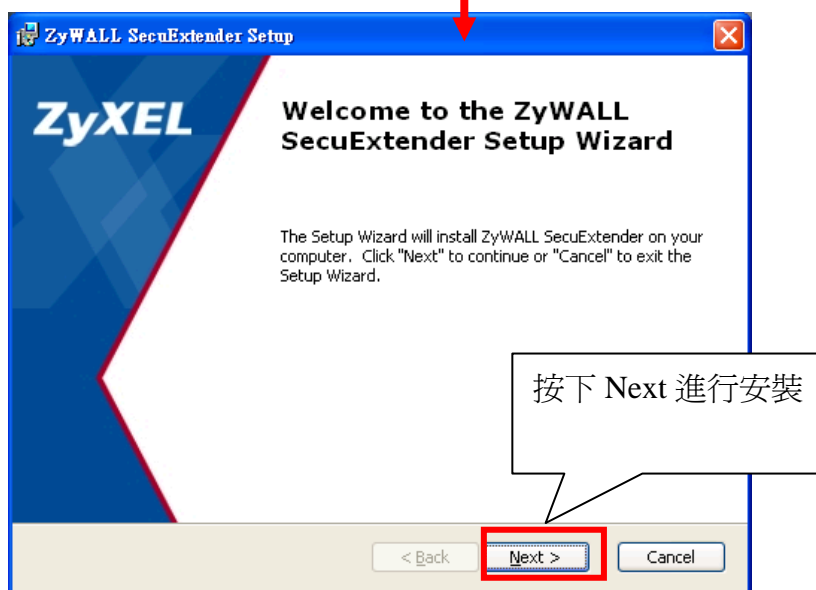 ZyWALL SecuExtender Setup
ZyXEL
Welcome to the ZyWALL
SecuExtender Setup Wizard
The Setup Wizard will install ZyWALL SecuExtender on your
computer. Click "Next" to continue or "Cancel" to exit the
Setup Wizard.
按下 Next 進行安裝
< Back
Next >
Cancel